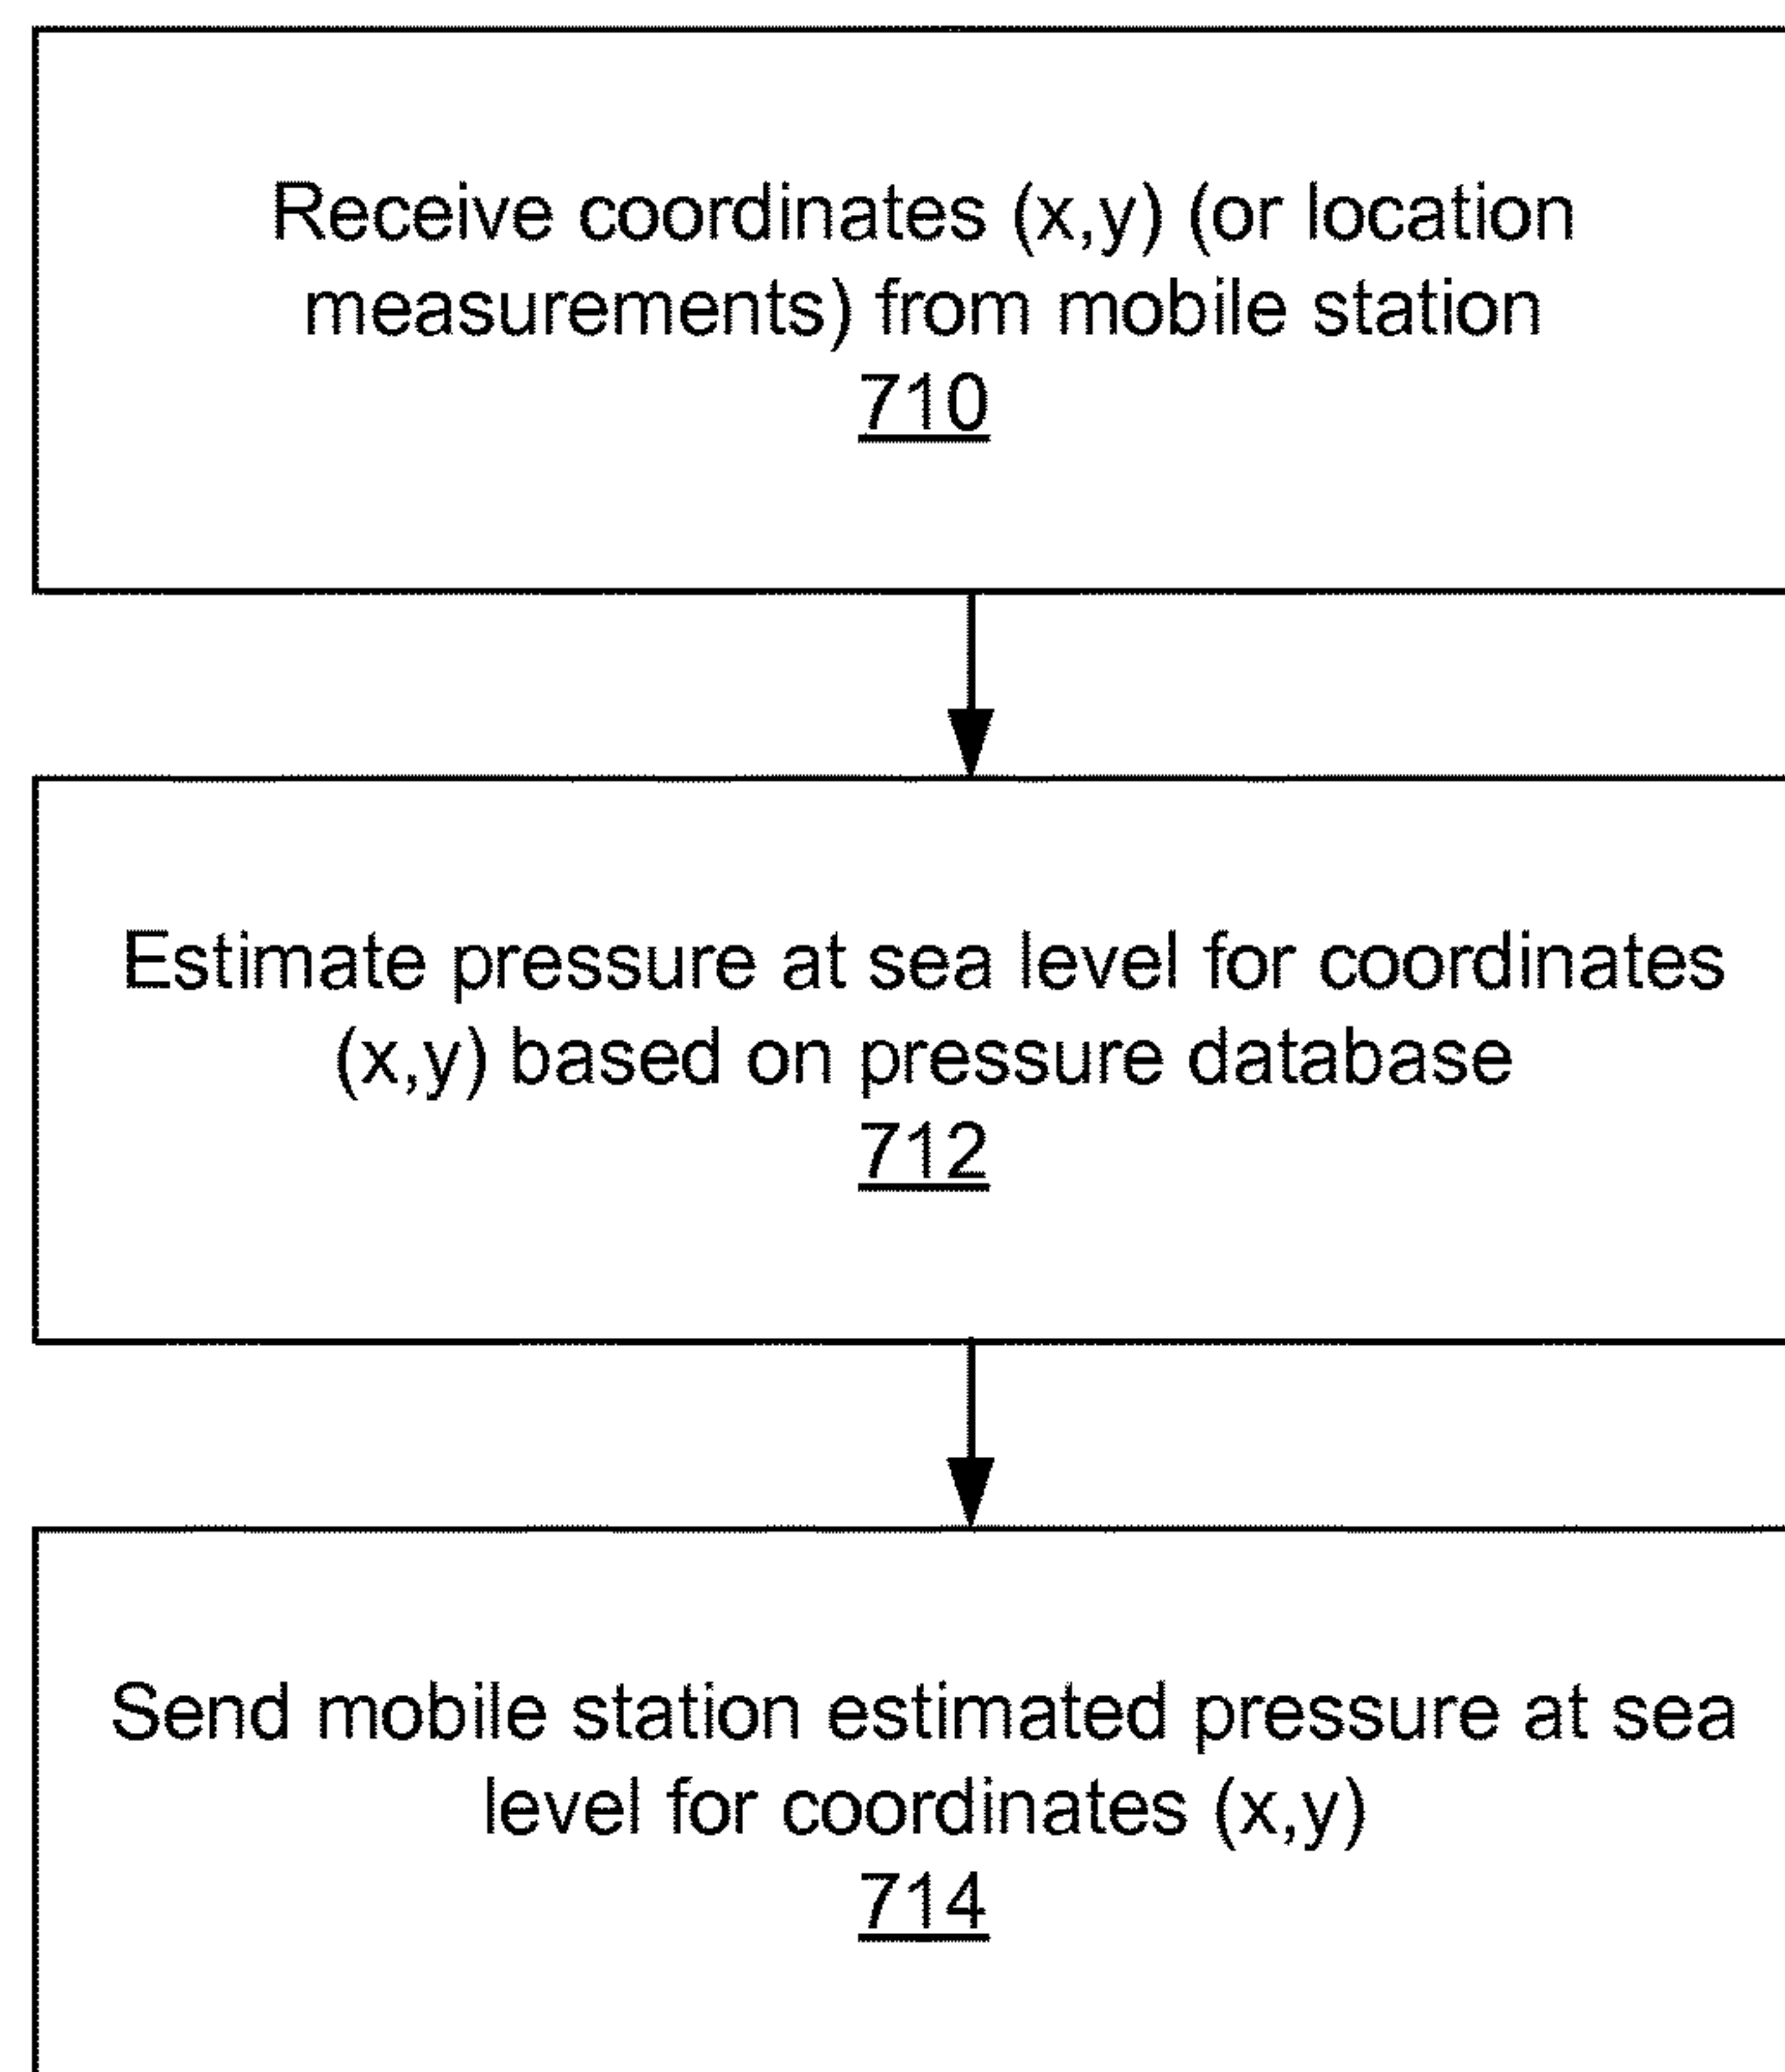 Receive coordinates (x,y) (or location
measurements) from mobile station
710
Estimate pressure at sea level for coordinates
(x,y) based on pressure database
712
Send mobile station estimated pressure at sea
level for coordinates (x,y)
714